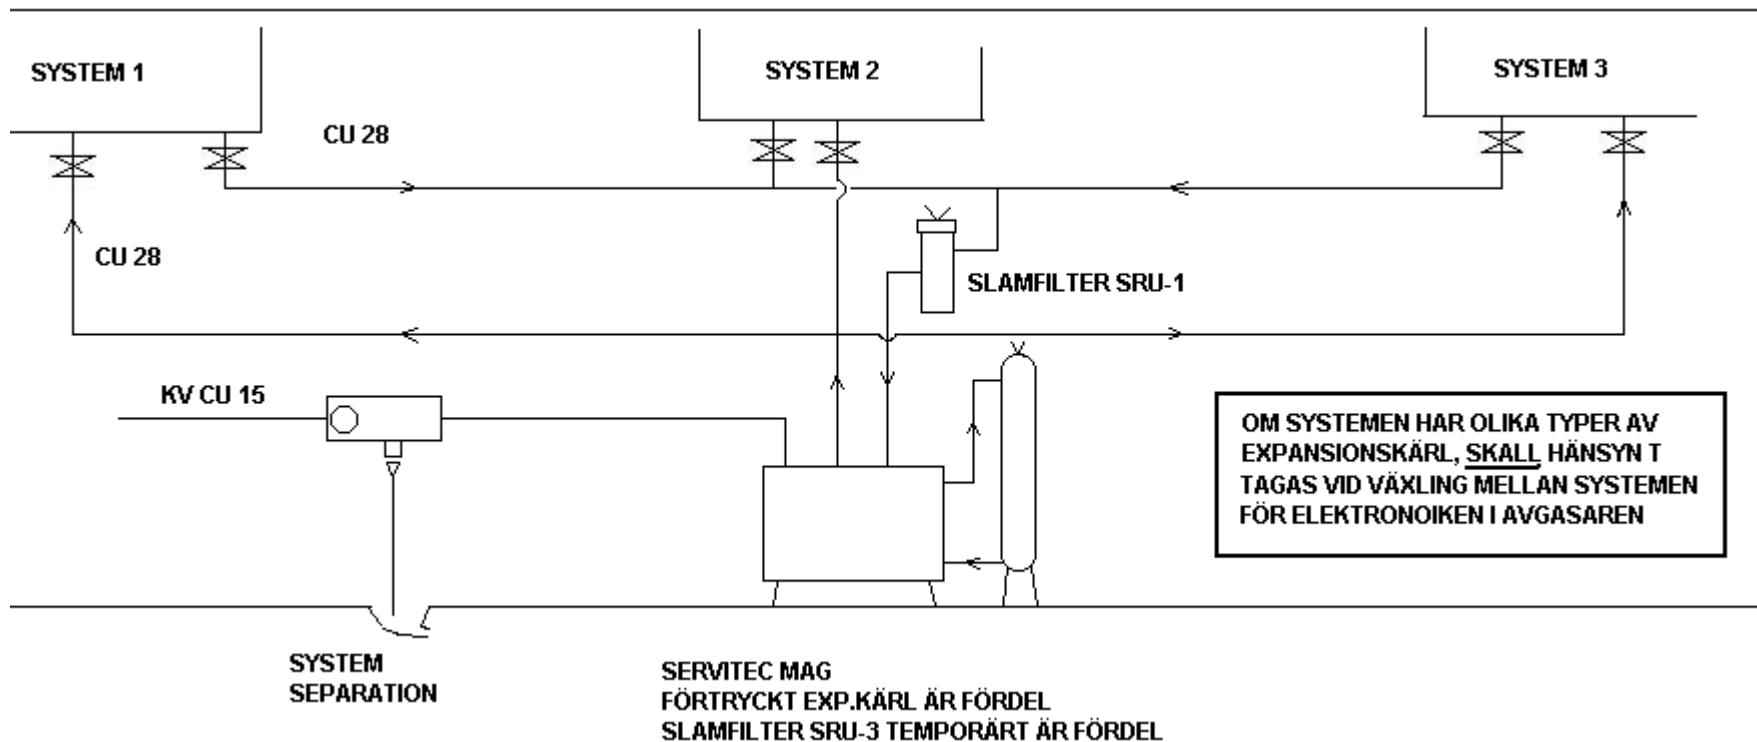 SYSTEM 1
SYSTEM 2
SYSTEM 3
CU 28
CU 28
SLAMFILTER SRU-1
KV CU 15
OM SYSTEMEN HAR OLIKA TYPER AV
EXPANSIONSKÄRL, SKALL HÄNSYN T
TAGAS VID VÄXLING MELLAN SYSTEMEN
FÖR ELEKTRONOIKEN I AVGASAREN
SYSTEM
SEPARATION
SERVITEC MAG
FÖRTRYCKT EXP.KÄRL ÄR FÖRDEL
SLAMFILTER SRU-3 TEMPORÄRT ÄR FÖRDEL